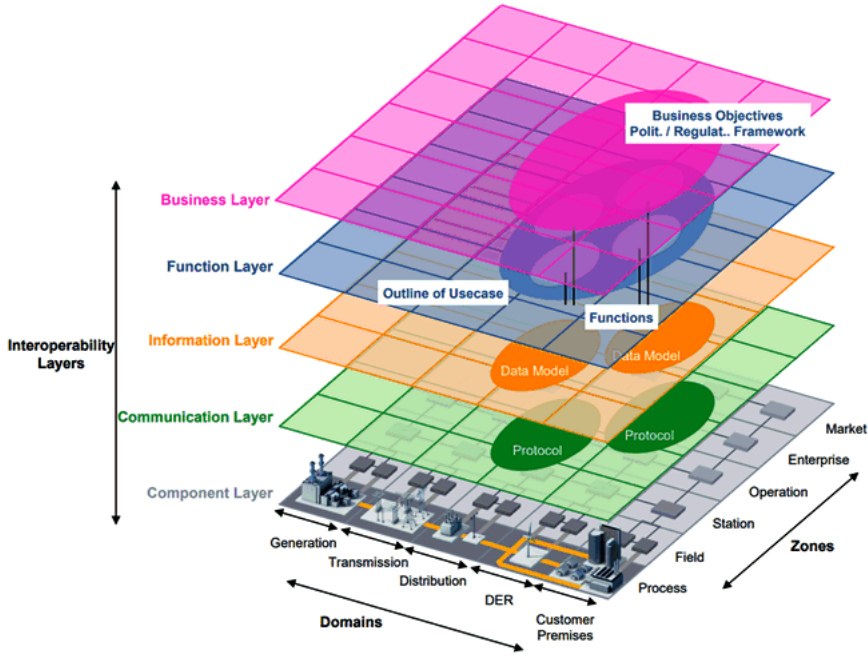 Business Objectives
Polit. / Regulat.. Framework
Business Layer
Function Layer
Outline of Usecase
Functions
Interoperability
Layers
Information Layer
Data Model
Data Model
Communication Layer
Protocol
Protocol
Component Layer
Market
Enterprise
Operation
Station
Field
Process
Zones
Generation
Transmission
Distribution
DER
Customer
Premises
Domains